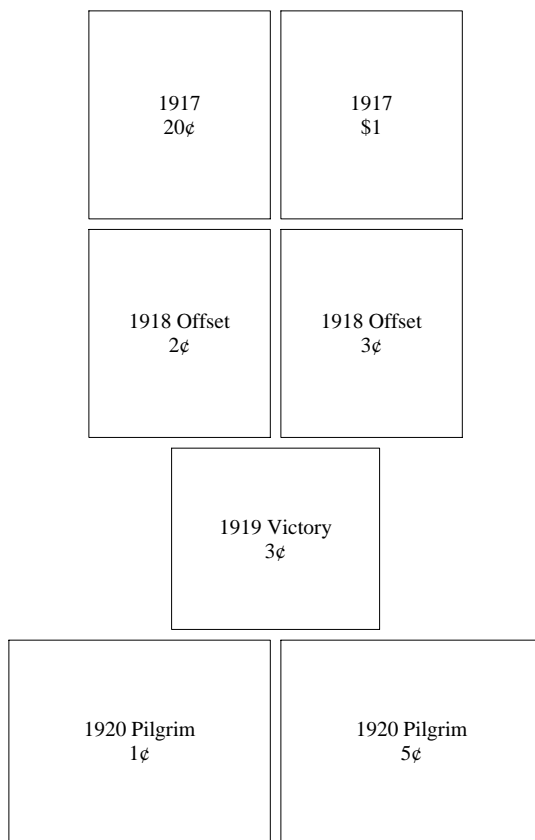 1917
20¢
1917
$1
1918 Offset
2¢
1918 Offset
3¢
1919 Victory
3¢
1920 Pilgrim
1¢
1920 Pilgrim
5¢